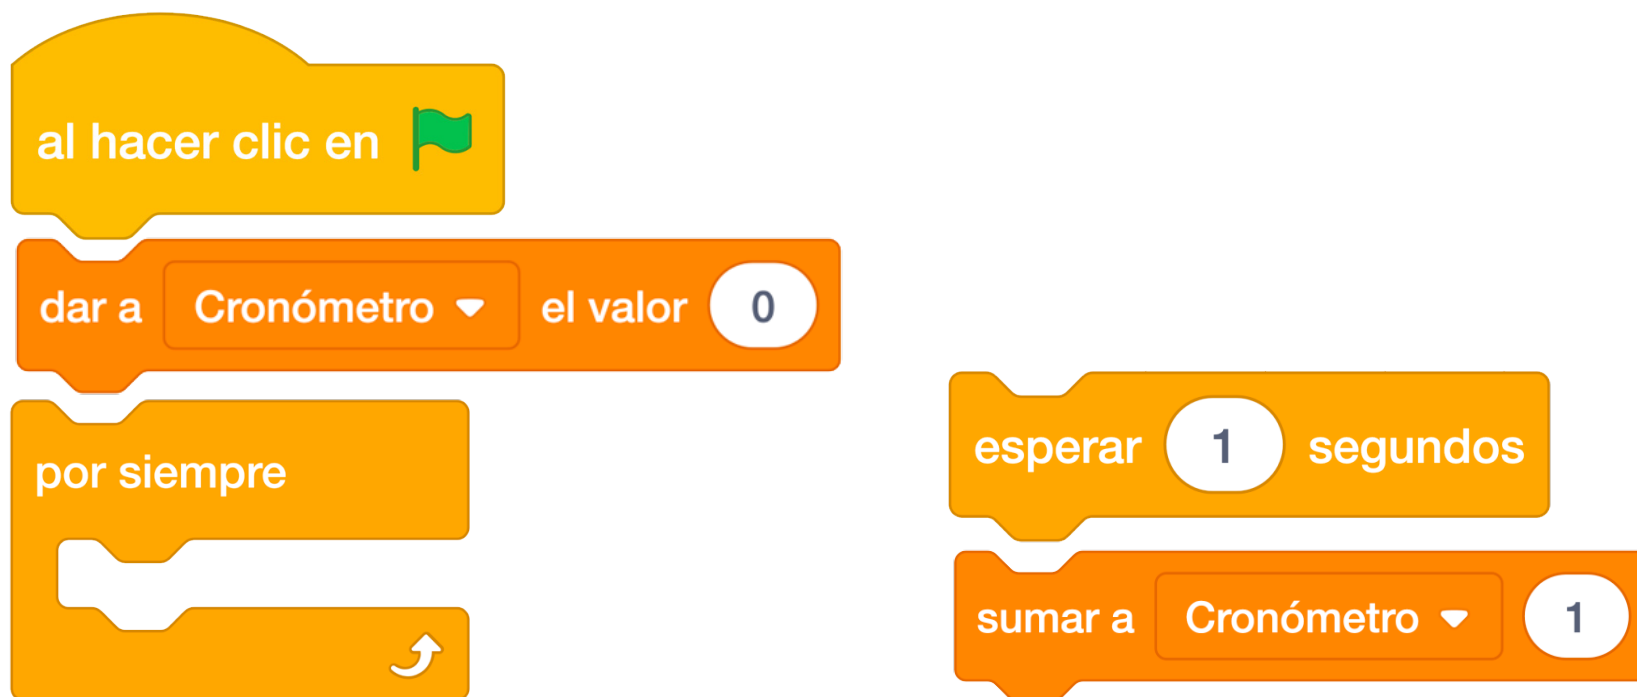 al hacer clic en
dar a Cronómetro el valor 0
por siempre
esperar 1 segundos
sumar a Cronómetro 1